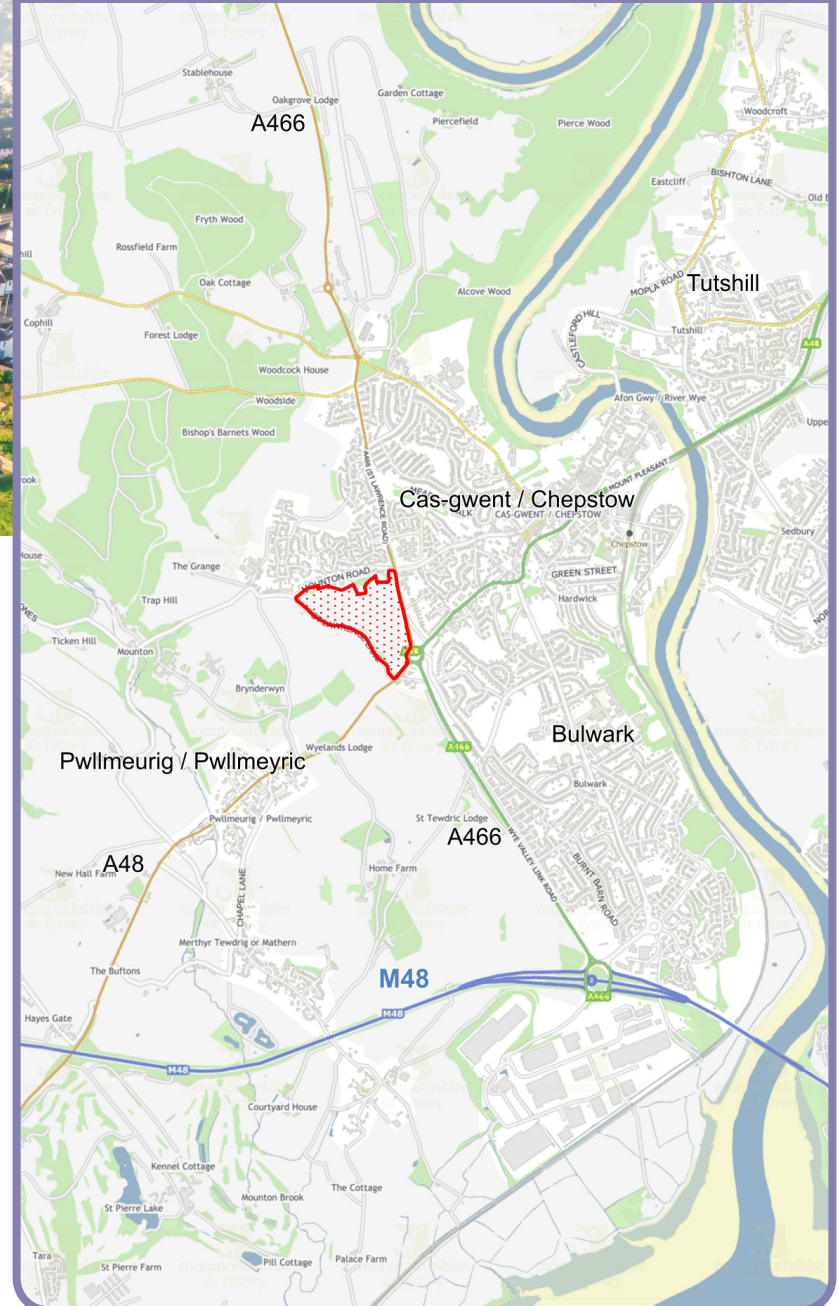 Stablehouse
Oakgrove Lodge
Garden Cottage
A466
Piercefield
Pierce Wood
Woodcroft
Eastcliff
BISHTON LANE
Fryth Wood
Rossfield Farm
Oak Cottage
Alcove Wood
MOPLA ROAD
Tutshill
Cophill
Forest Lodge
CASTLEFORD HILL
Tutshill
A48
Woodcock House
Woodside
Afon Gwy / River Wye
Bishop's Barnets Wood
A466 (ST LAWRENCE ROAD)
MOUNT PLEASANT
Cas-gwent / Chepstow
CAS-GWENT / CHEPSTOW
Sedbury
Chepstow
The Grange
MOUNTON ROAD
GREEN STREET
Trap Hill
Hardwick
Ticken Hill
Mounton
Brynderwyn
Wyelands Lodge
A466
Bulwark
Pwllmeurig / Pwllmeyric
Bulwark
Pwllmeurig / Pwllmeyric
St Tewdric Lodge
A466
WYE VALLEY LINK ROAD
A48
New Hall Farm
Home Farm
BURNT BARN ROAD
CHAPEL LANE
Merthyr Tewdrig or Mathern
The Buftons
M48
A466
Hayes Gate
M48
M48
Courtyard House
Kennel Cottage
The Cottage
Mounton Brook
St Pierre Lake
Tara
St Pierre Farm
Pill Cottage
Palace Farm